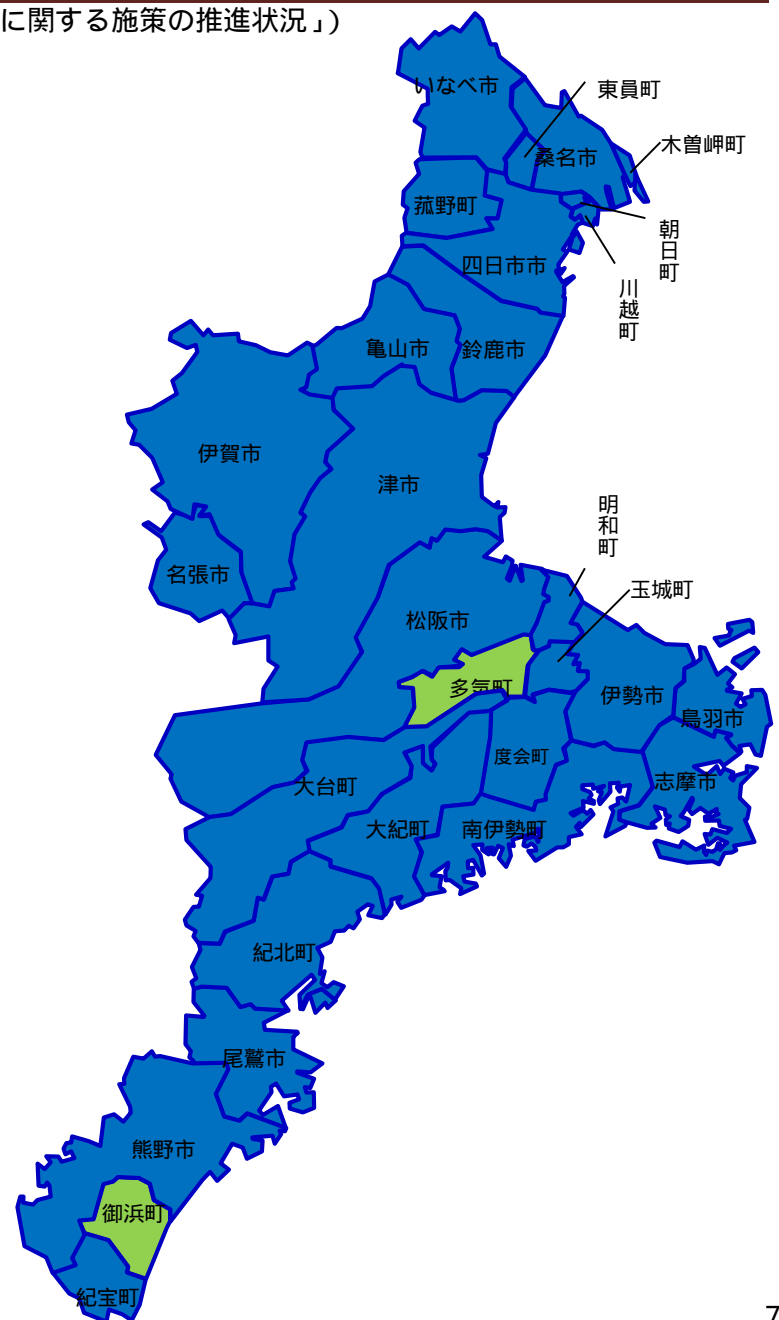 に関する施策の推進状況」)
いなべ市
東員町
桑名市
木曽岬町
菰野町
朝日町
四日市市
川越町
亀山市
鈴鹿市
伊賀市
津市
明和町
名張市
玉城町
松阪市
多気町
伊勢市
鳥羽市
度会町
志摩市
大台町
大紀町
南伊勢町
紀北町
尾鷲市
熊野市
御浜町
紀宝町
7